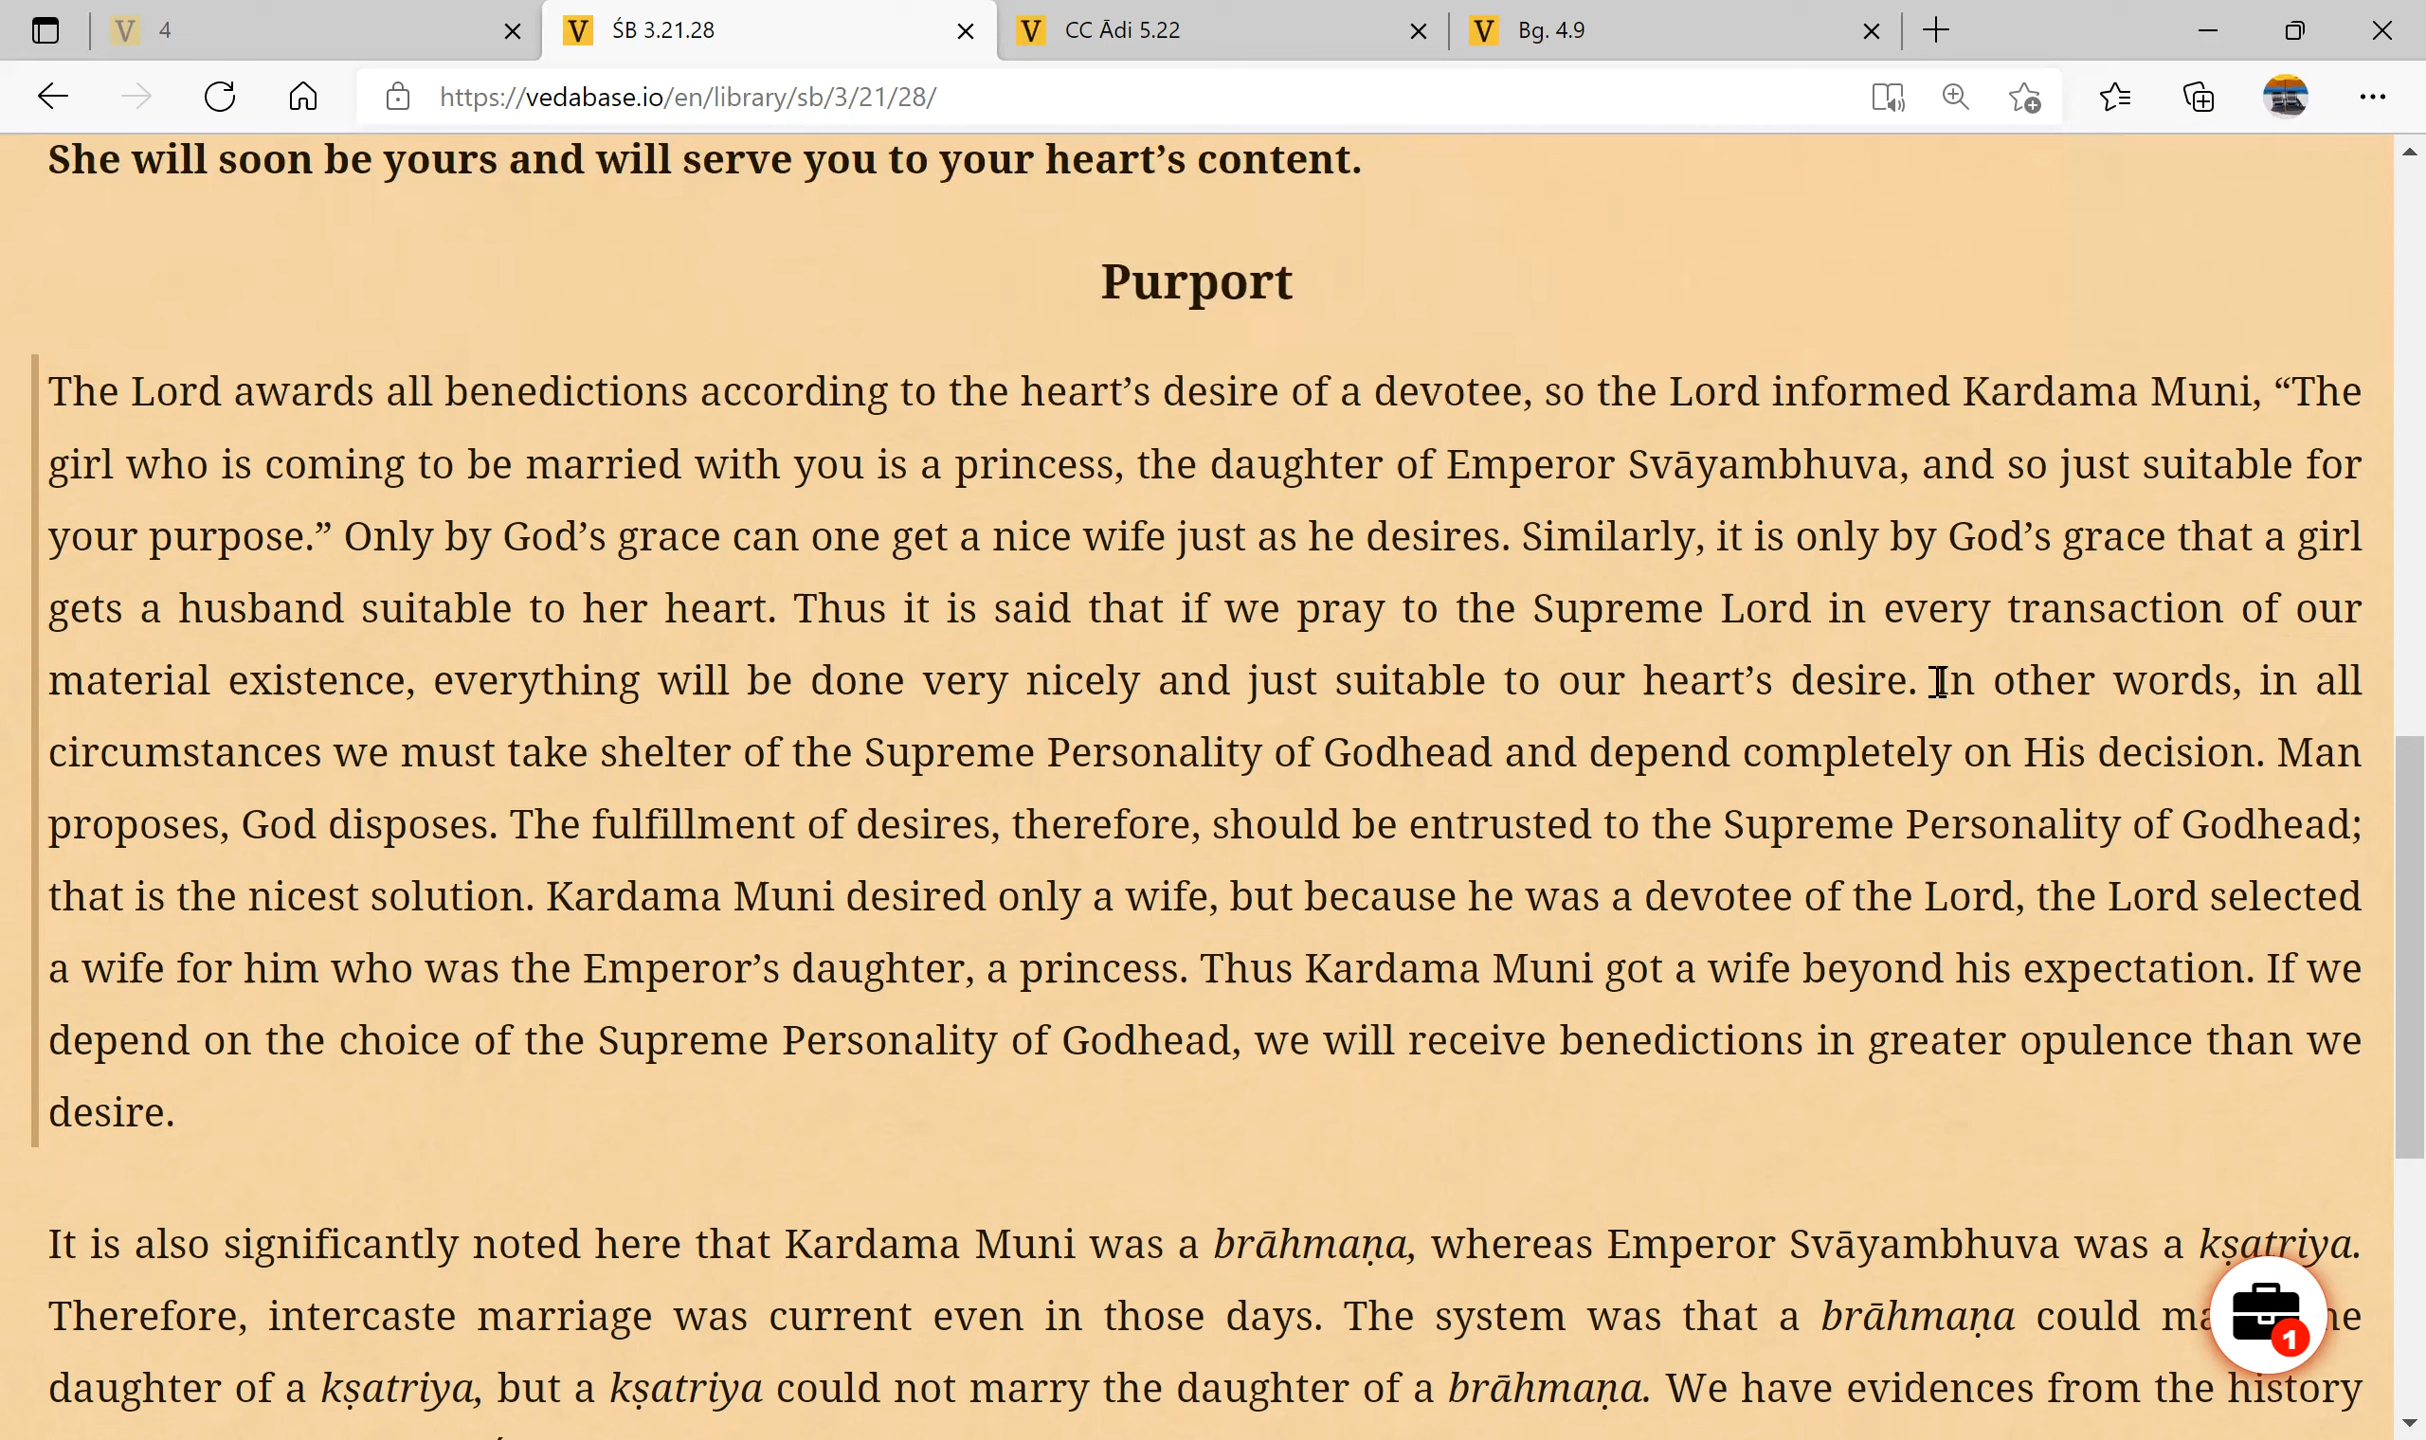 4
ŚB 3.21.28
CC Ādi 5.22
Bg. 4.9
https://vedabase.io/en/library/sb/3/21/28/
She will soon be yours and will serve you to your heart’s content.
Purport
The Lord awards all benedictions according to the heart’s desire of a devotee, so the Lord informed Kardama Muni, “The
girl who is coming to be married with you is a princess, the daughter of Emperor Svāyambhuva, and so just suitable for
your purpose.” Only by God’s grace can one get a nice wife just as he desires. Similarly, it is only by God’s grace that a girl
gets a husband suitable to her heart. Thus it is said that if we pray to the Supreme Lord in every transaction of our
material existence, everything will be done very nicely and just suitable to our heart’s desire. In other words, in all
circumstances we must take shelter of the Supreme Personality of Godhead and depend completely on His decision. Man
proposes, God disposes. The fulfillment of desires, therefore, should be entrusted to the Supreme Personality of Godhead;
that is the nicest solution. Kardama Muni desired only a wife, but because he was a devotee of the Lord, the Lord selected
a wife for him who was the Emperor’s daughter, a princess. Thus Kardama Muni got a wife beyond his expectation. If we
depend on the choice of the Supreme Personality of Godhead, we will receive benedictions in greater opulence than we
desire.
It is also significantly noted here that Kardama Muni was a brāhmaṇa, whereas Emperor Svāyambhuva was a kṣatriya.
Therefore, intercaste marriage was current even in those days. The system was that a brāhmaṇa could
daughter of a kṣatriya, but a kṣatriya could not marry the daughter of a brāhmaṇa. We have evidences from the history
1